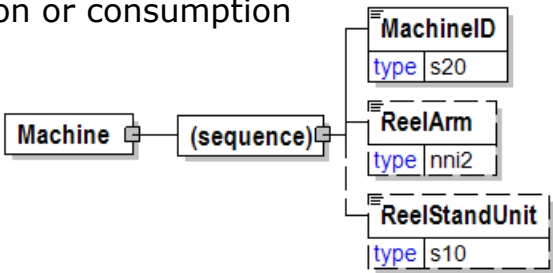 on or consumption
MachineID
type s20
ReelArm
type nni2
Machine
(sequence)
ReelStandUnit
type s10